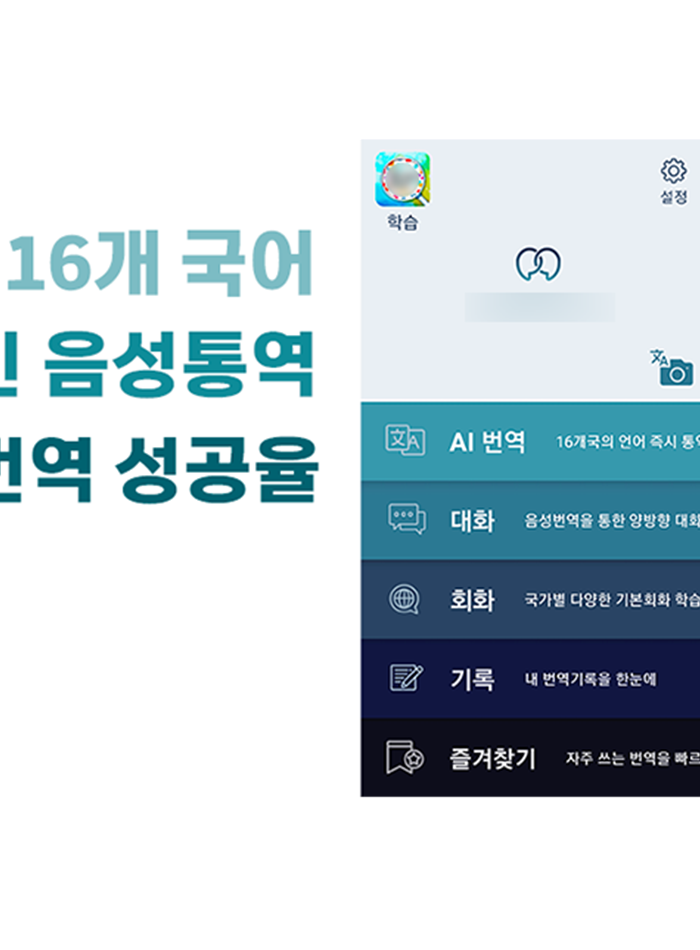 16개 국어
음성통역
번역 성공율
학습
설정
AI 번역 16개국의 언어 즉시
대화 음성번역을 통한 양방향 대화
회화 국가별 다양한 기본회화 학습
기록 내 번역기록을 한눈에
즐겨찾기 자주 쓰는 번역을